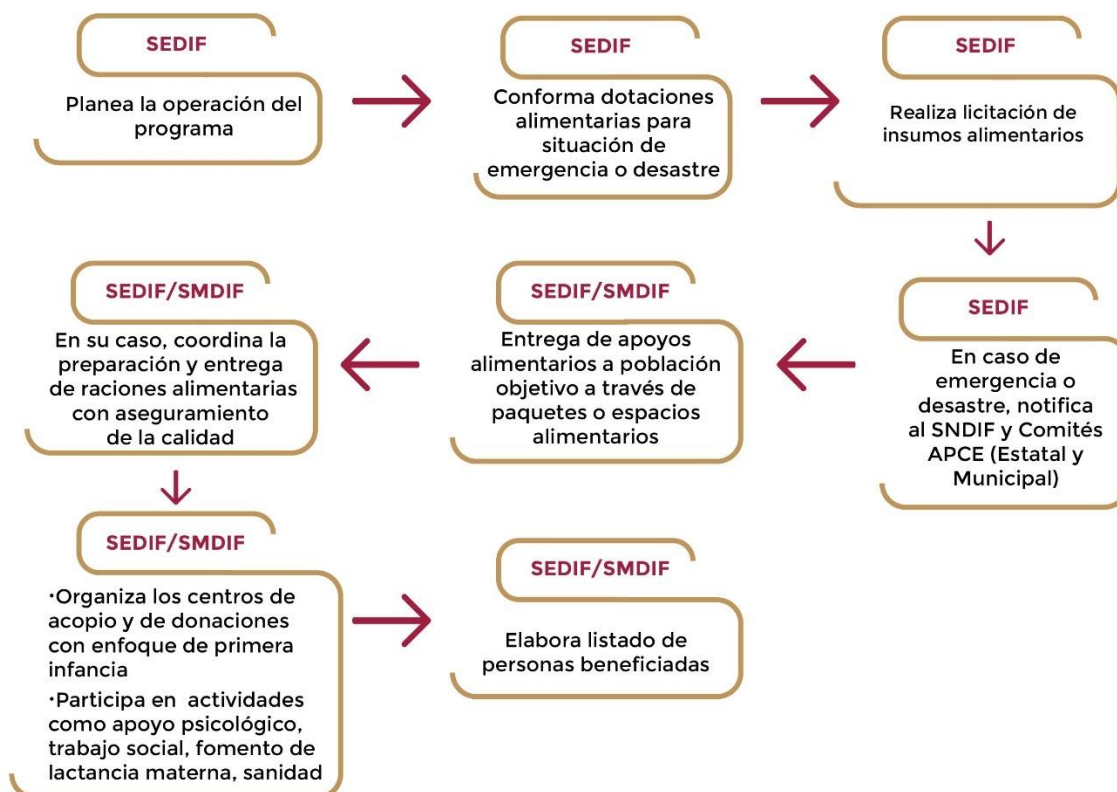 SEDIF
Planea la operación del
programa
SEDIF
Conforma dotaciones
alimentarias para
situación de
emergencia o desastre
SEDIF
Realiza licitación de
insumos alimentarios
SEDIF
En caso de
emergencia o
desastre, notifica
al SNDIF y Comités
APCE (Estatal y
Municipal)
SEDIF/SMDIF
Entrega de apoyos
alimentarios a población
objetivo a través de
paquetes o espacios
alimentarios
SEDIF/SMDIF
En su caso, coordina la
preparación y entrega
de raciones alimentarias
con aseguramiento
de la calidad
SEDIF/SMDIF
·Organiza los centros de
acopio y de donaciones
con enfoque de primera
infancia
·Participa en actividades
como apoyo psicológico,
trabajo social, fomento de
lactancia materna, sanidad
SEDIF/SMDIF
Elabora listado de
personas beneficiadas